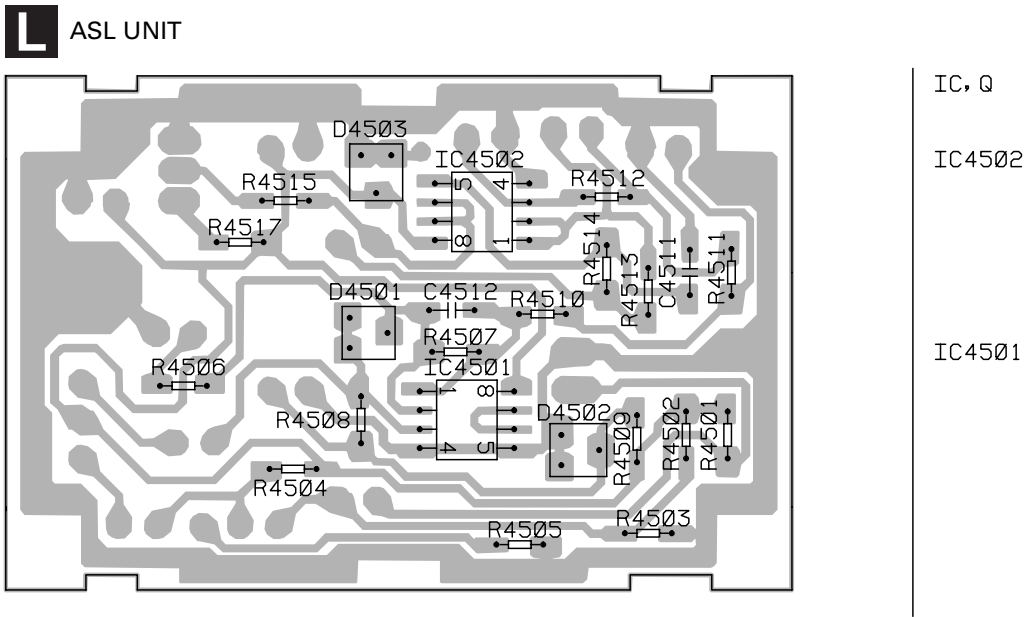 L ASL UNIT
IC, Q
D4503
IC4502
IC4502
R4515
R4512
5 4
R4517
R4514
8 1
R4513
C4511
R4511
D4501
C4512
R4510
R4507
IC4501
IC4501
R4506
1 8
R4508
D4502
R4509
R4502
R4501
4 5
R4504
R4505
R4503